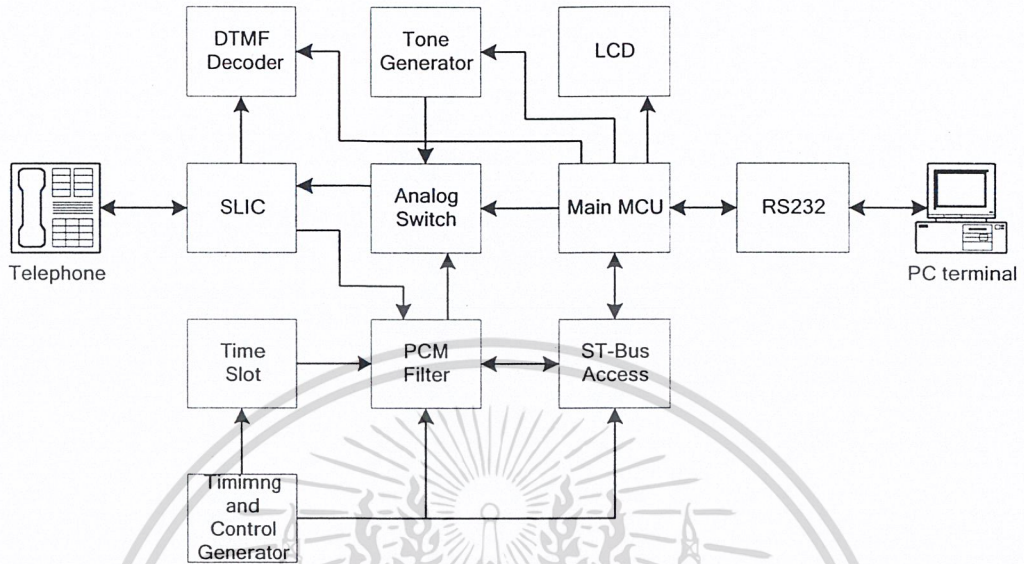 DTMF
Decoder
Tone
Generator
LCD
SLIC
Analog
Switch
Main MCU
RS232
Telephone
PC terminal
Time
Slot
PCM
Filter
ST-Bus
Access
Timimng
and
Control
Generator